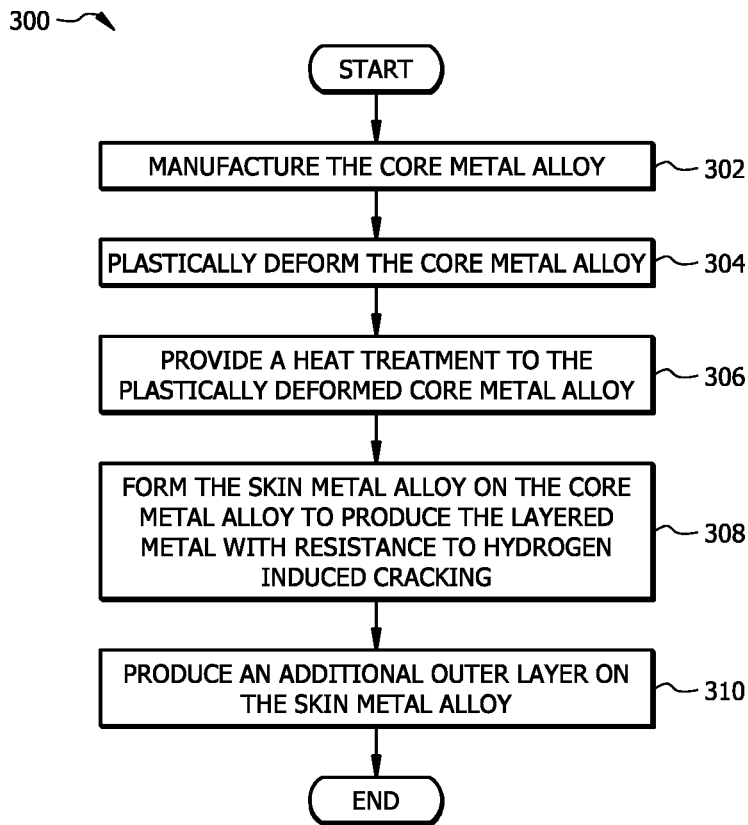 300
START
MANUFACTURE THE CORE METAL ALLOY
302
PLASTICALLY DEFORM THE CORE METAL ALLOY
304
PROVIDE A HEAT TREATMENT TO THE
PLASTICALLY DEFORMED CORE METAL ALLOY
306
FORM THE SKIN METAL ALLOY ON THE CORE
METAL ALLOY TO PRODUCE THE LAYERED
METAL WITH RESISTANCE TO HYDROGEN
INDUCED CRACKING
308
PRODUCE AN ADDITIONAL OUTER LAYER ON
THE SKIN METAL ALLOY
310
END